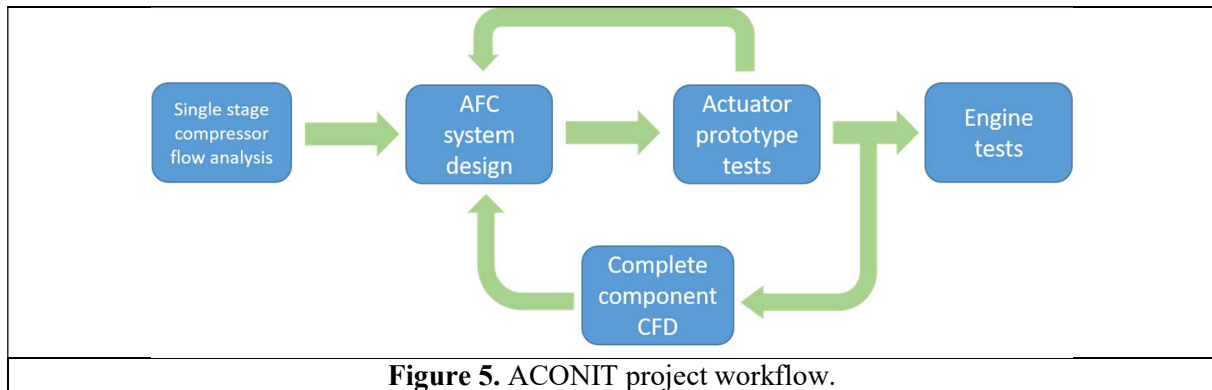 Single stage
compressor
flow analysis
AFC
system
design
Actuator
prototype
tests
Engine
tests
Complete
component
CFD
Figure 5. ACONIT project workflow.